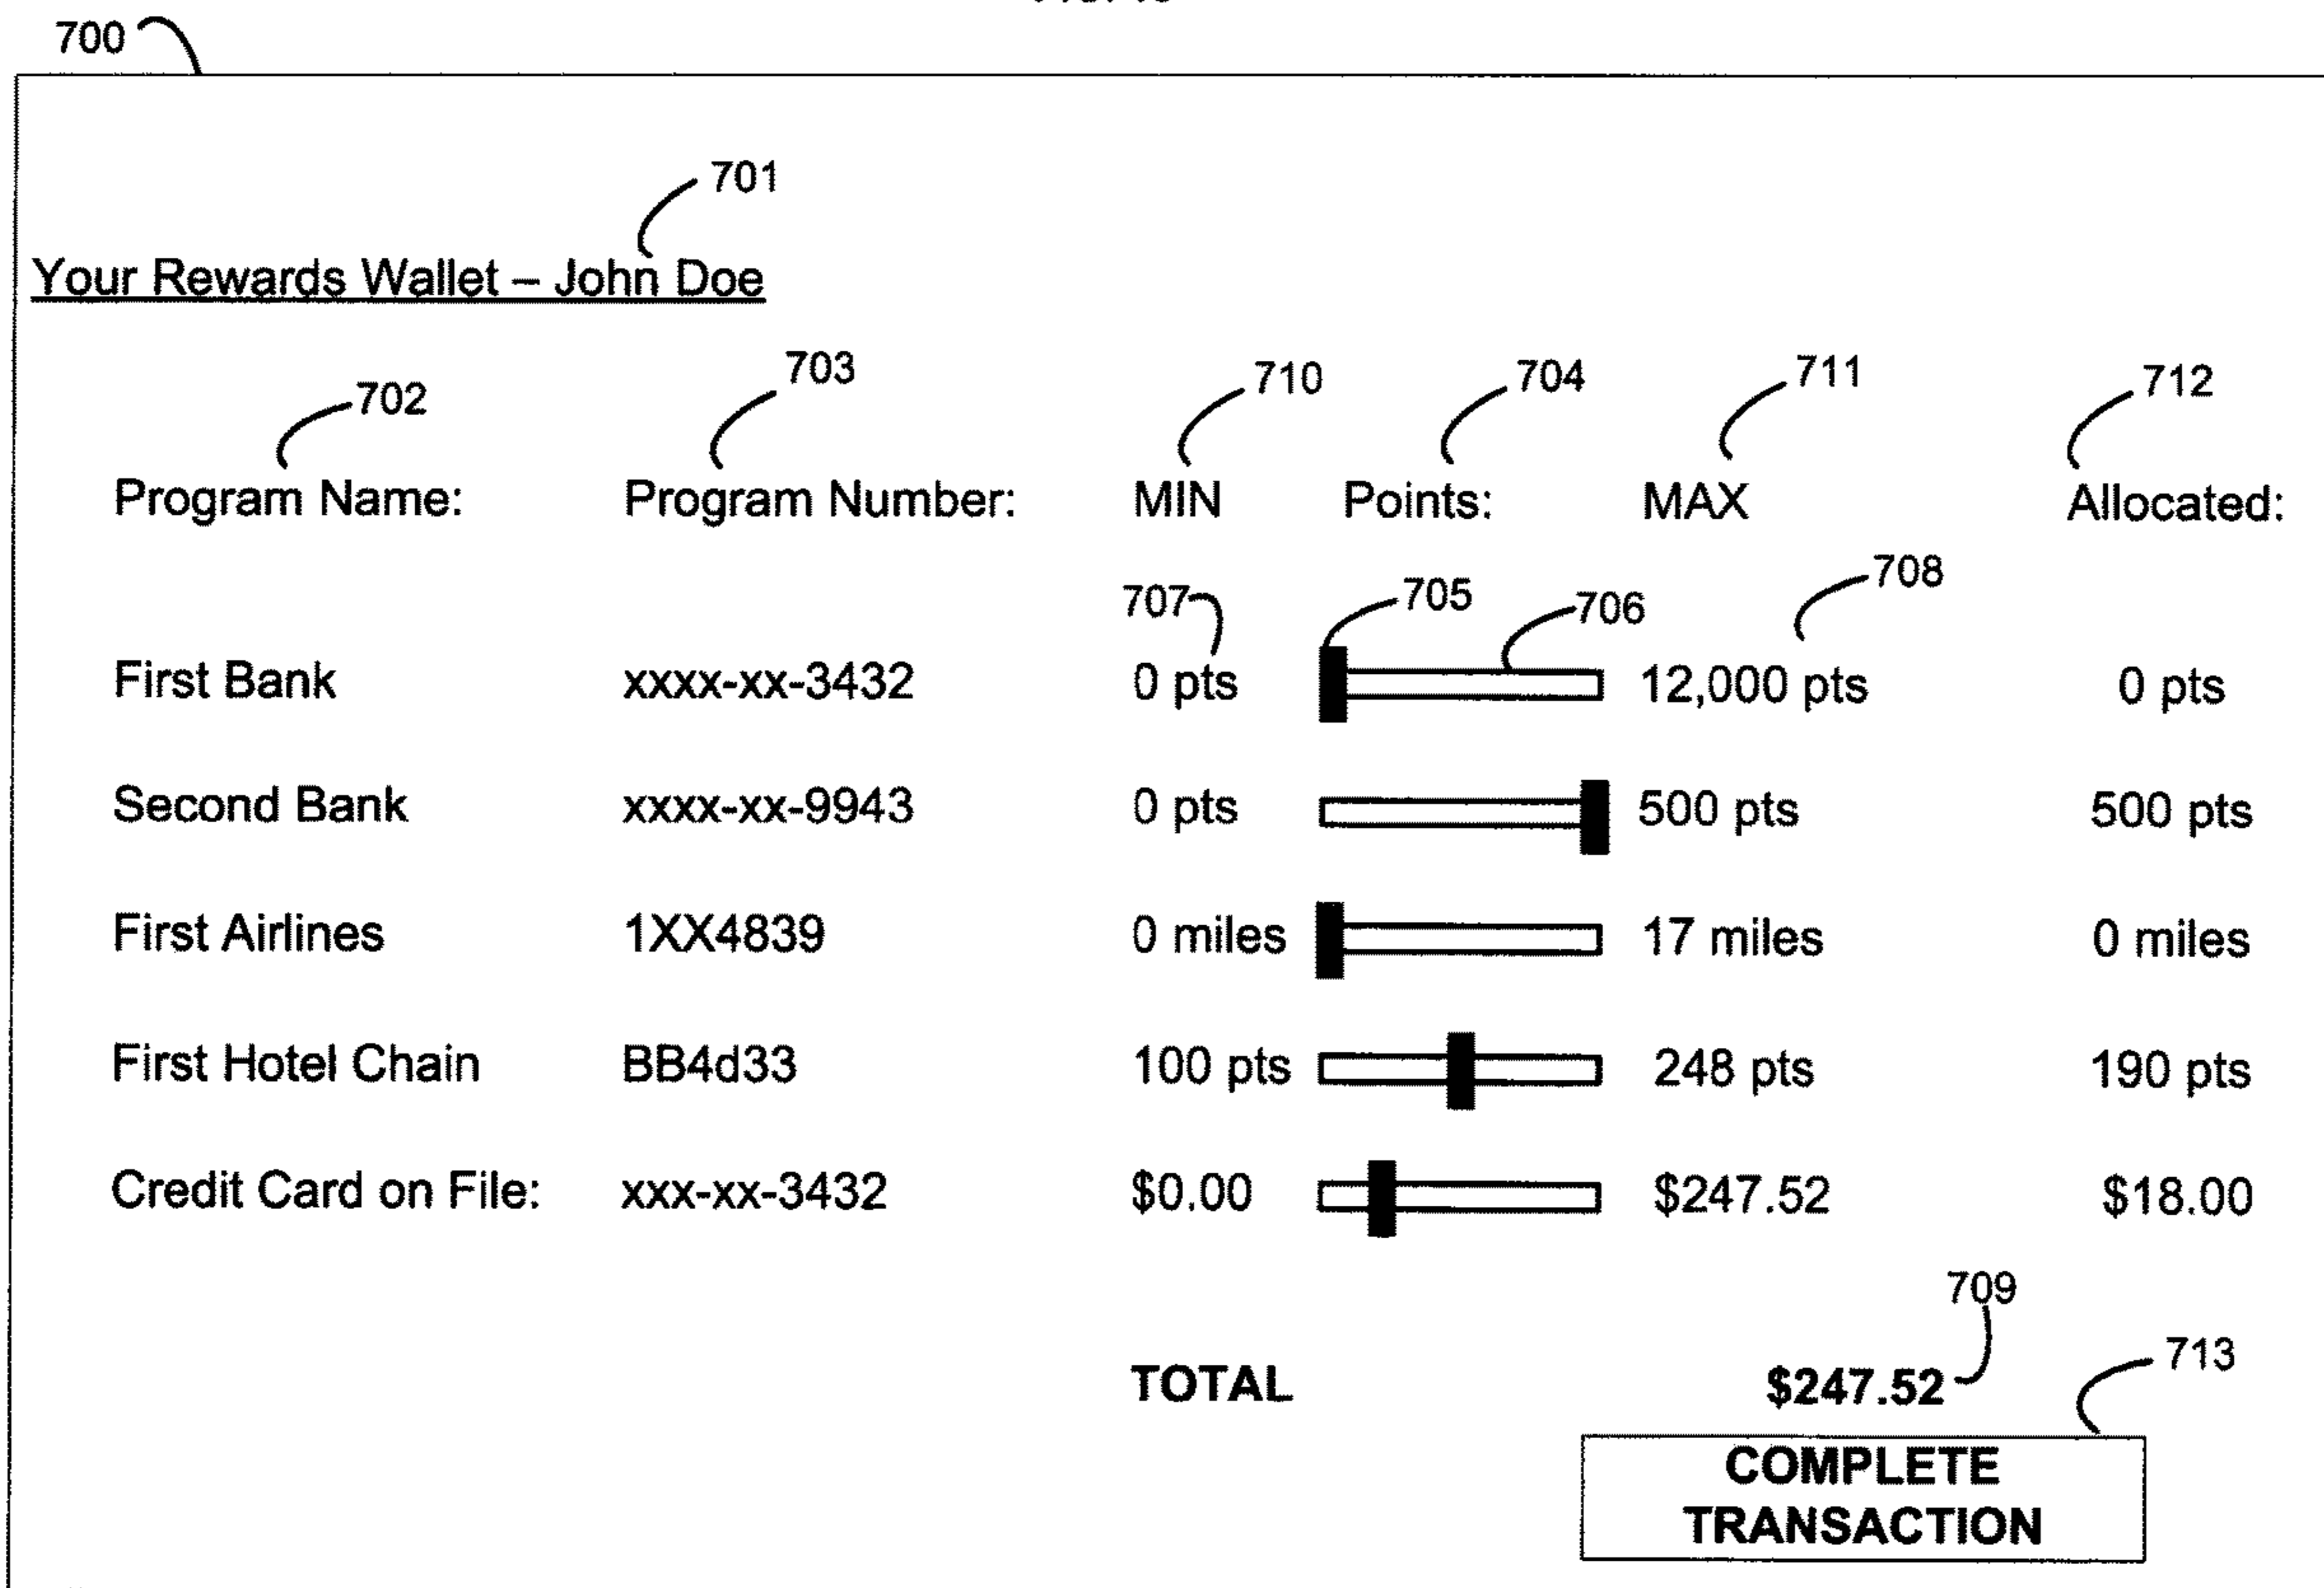 700
701
Your Rewards Wallet – John Doe
702 703 710 704 711 712
Program Name: Program Number: MIN Points: MAX Allocated:
707 705 706 708
First Bank xxxx-xx-3432 0 pts 12,000 pts 0 pts
Second Bank xxxx-xx-9943 0 pts 500 pts 500 pts
First Airlines 1XX4839 0 miles 17 miles 0 miles
First Hotel Chain BB4d33 100 pts 248 pts 190 pts
Credit Card on File: xxx-xx-3432 $0.00 $247.52 $18.00
709
TOTAL $247.52 713
COMPLETE
TRANSACTION